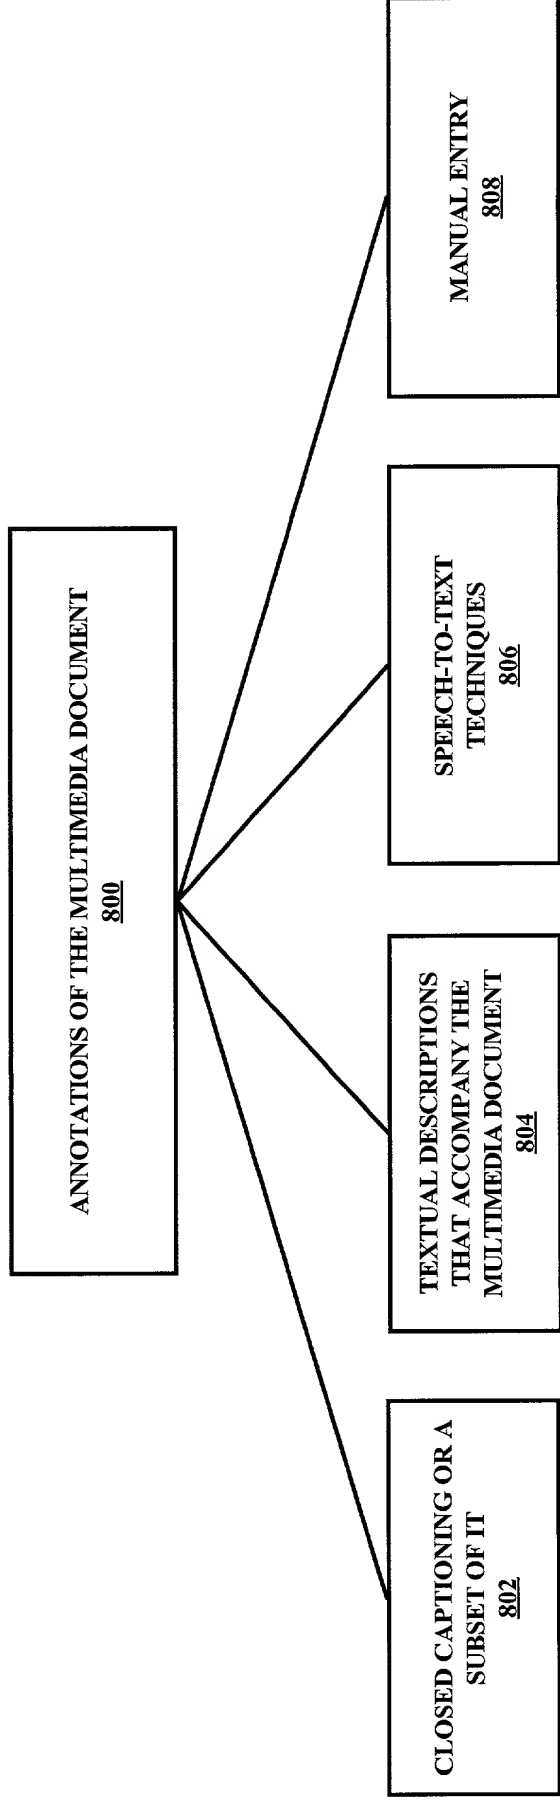 ANNOTATIONS OF THE MULTIMEDIA DOCUMENT
800
CLOSED CAPTIONING OR A
SUBSET OF IT
802
TEXTUAL DESCRIPTIONS
THAT ACCOMPANY THE
MULTIMEDIA DOCUMENT
804
SPEECH-TO-TEXT
TECHNIQUES
806
MANUAL ENTRY
808